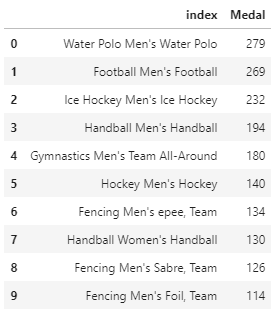 index Medal
0 Water Polo Men's Water Polo 279
1 Football Men's Football 269
2 Ice Hockey Men's Ice Hockey 232
3 Handball Men's Handball 194
4 Gymnastics Men's Team All-Around 180
5 Hockey Men's Hockey 140
6 Fencing Men's epee, Team 134
7 Handball Women's Handball 130
8 Fencing Men's Sabre, Team 126
9 Fencing Men's Foil, Team 114